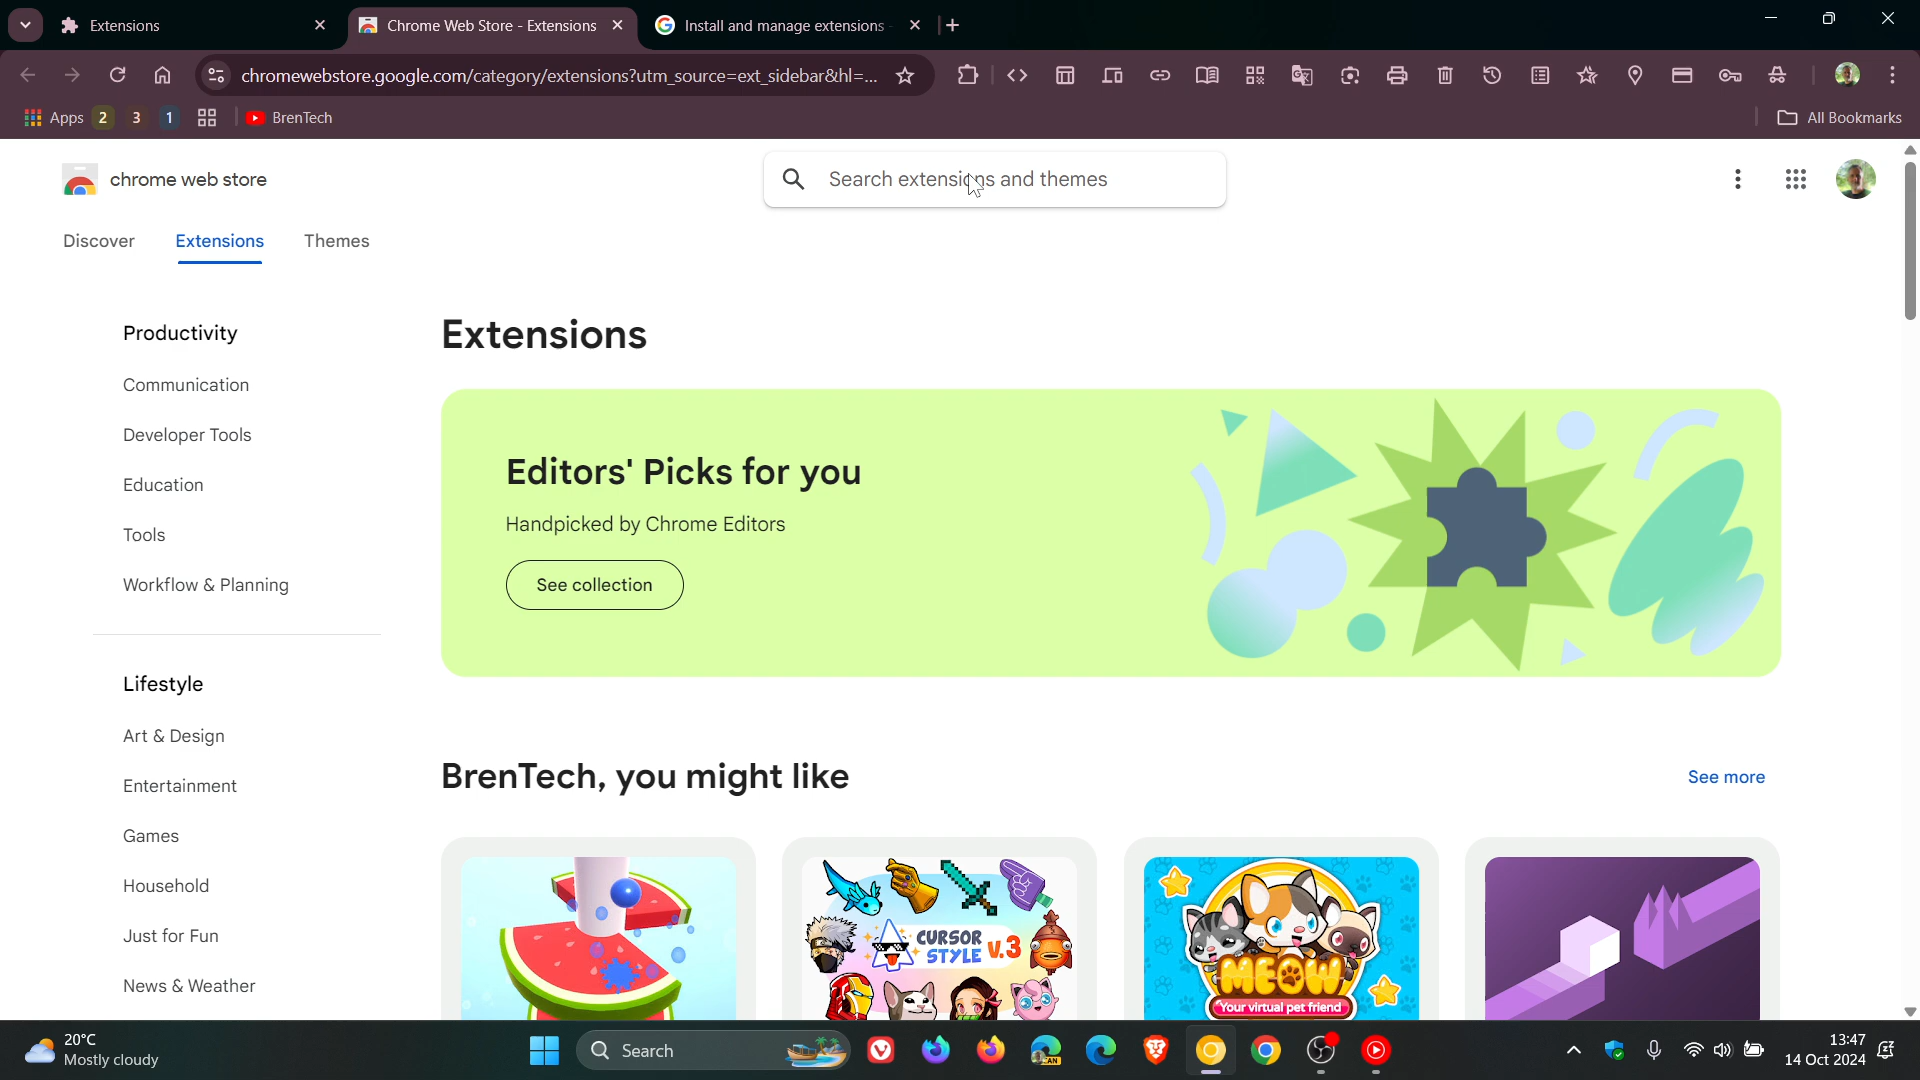 Extensions
Chrome Web Store - Extensions
Install and manage extensions
chromewebstore.google.com/category/extensions?utm_source=ext_sidebar&hl=...
Apps
2
3
1
BrenTech
All Bookmarks
chrome web store
Search extensions and themes
Discover
Extensions
Themes
Productivity
Communication
Developer Tools
Education
Tools
Workflow & Planning
Lifestyle
Art & Design
Entertainment
Games
Household
Just for Fun
News & Weather
Extensions
Editors' Picks for you
Handpicked by Chrome Editors
See collection
BrenTech, you might like
See more
CURSOR
STYLE V.3
MEOW
Your virtual pet friend
20°C
Mostly cloudy
Search
CAN
13:47
14 Oct 2024